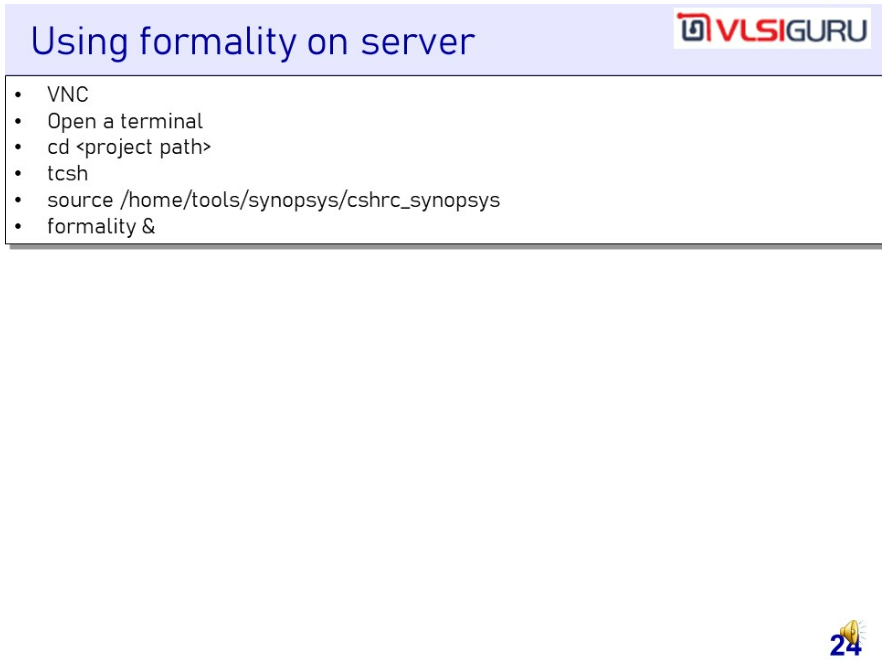 Using formality on server
VLSIGURU
• VNC
• Open a terminal
• cd <project path>
• tcsh
• source /home/tools/synopsys/cshrc_synopsys
• formality &
24